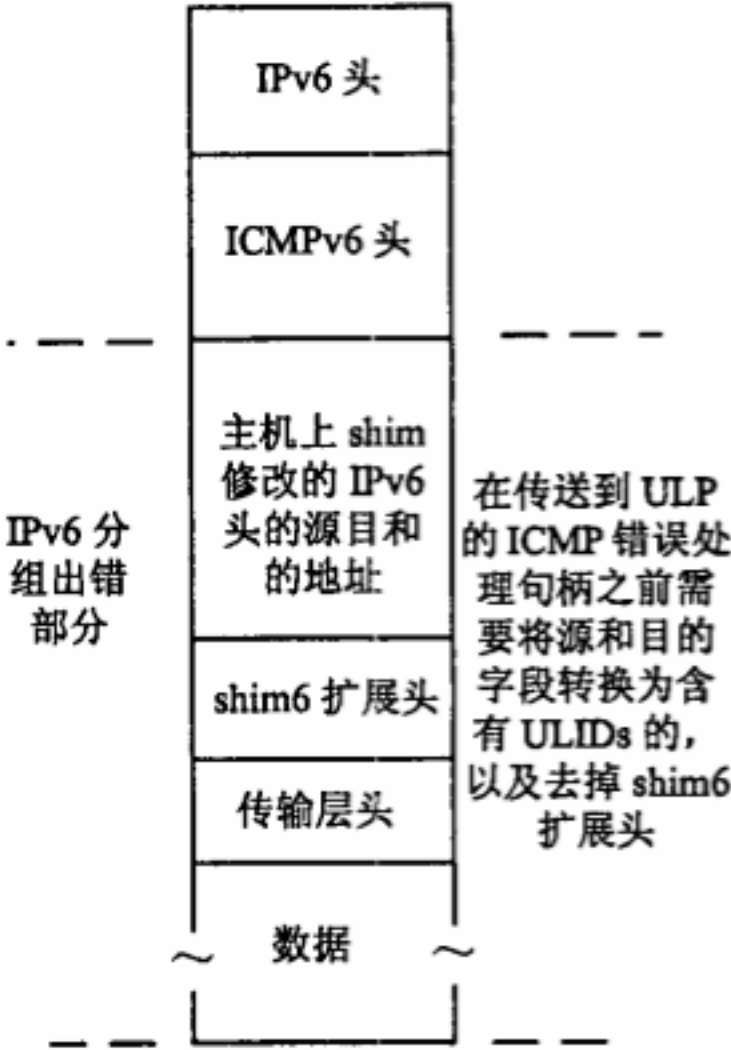 IPv6 头
ICMPv6 头
主机上 shim
修改的 IPv6
头的源目和
的地址
IPv6 分
组出错
部分
在传送到 ULP
的 ICMP 错误处
理句柄之前需
要将源和目的
字段转换为含
有 ULIDs 的,
以及去掉 shim6
扩展头
shim6 扩展头
传输层头
数据